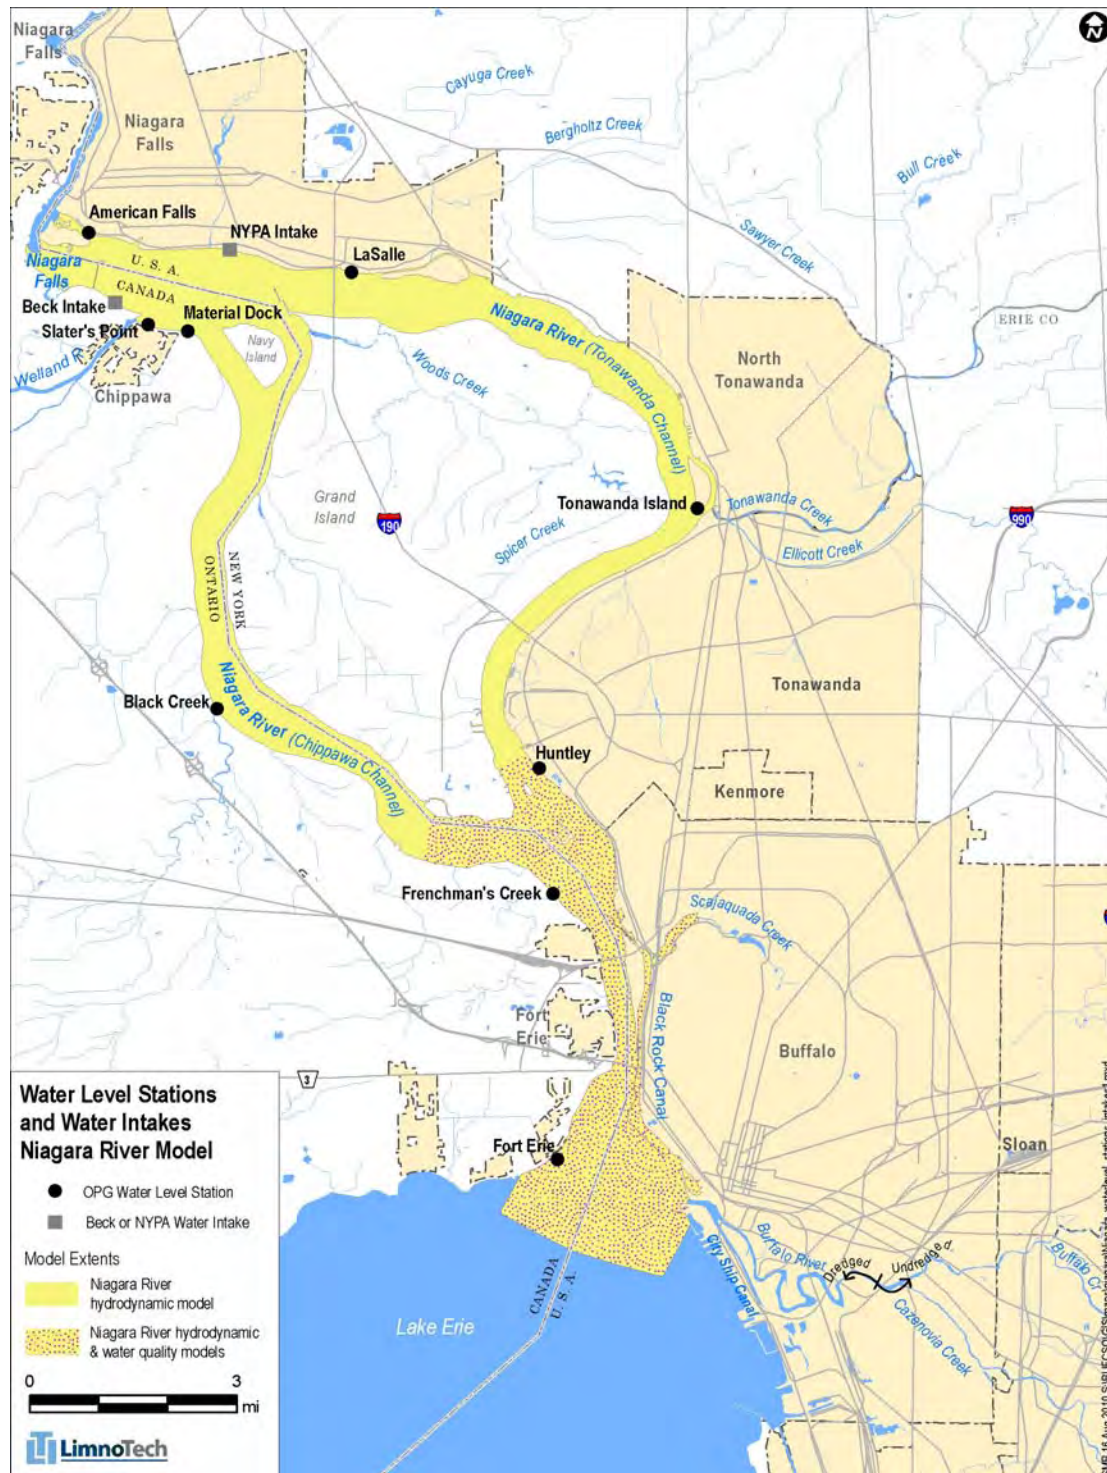 N
Niagara
Falls
Cayuga Creek
Niagara
Falls
Bergholtz Creek
Bull Creek
American Falls
NYPA Intake
LaSalle
Sawyer Creek
U. S. A.
CANADA
Niagara
Falls
Beck Intake
Material Dock
Slater's Point
Navy
Island
Niagara River (Tonawanda Channel)
ERIE CO
Welland R.
Chippawa
Woods Creek
North
Tonawanda
Grand
Island
190
Tonawanda Island
Tonawanda Creek
990
Spicer Creek
Ellicott Creek
ONTARIO
NEW YORK
Tonawanda
Black Creek
Niagara River (Chippawa Channel)
Huntley
Kenmore
Frenchman's Creek
Scajaquada Creek
Fort
Erie
Black Rock Canal
Buffalo
3
Water Level Stations
and Water Intakes
Niagara River Model
OPG Water Level Station
Beck or NYPA Water Intake
Model Extents
Niagara River
hydrodynamic model
Niagara River hydrodynamic
& water quality models
0 3
mi
LimnoTech
Fort Erie
Sloan
CANADA
U. S. A.
Lake Erie
City Ship Canal
Buffalo River
Dredged
Undredged
Buffalo C
Cazenovia Creek